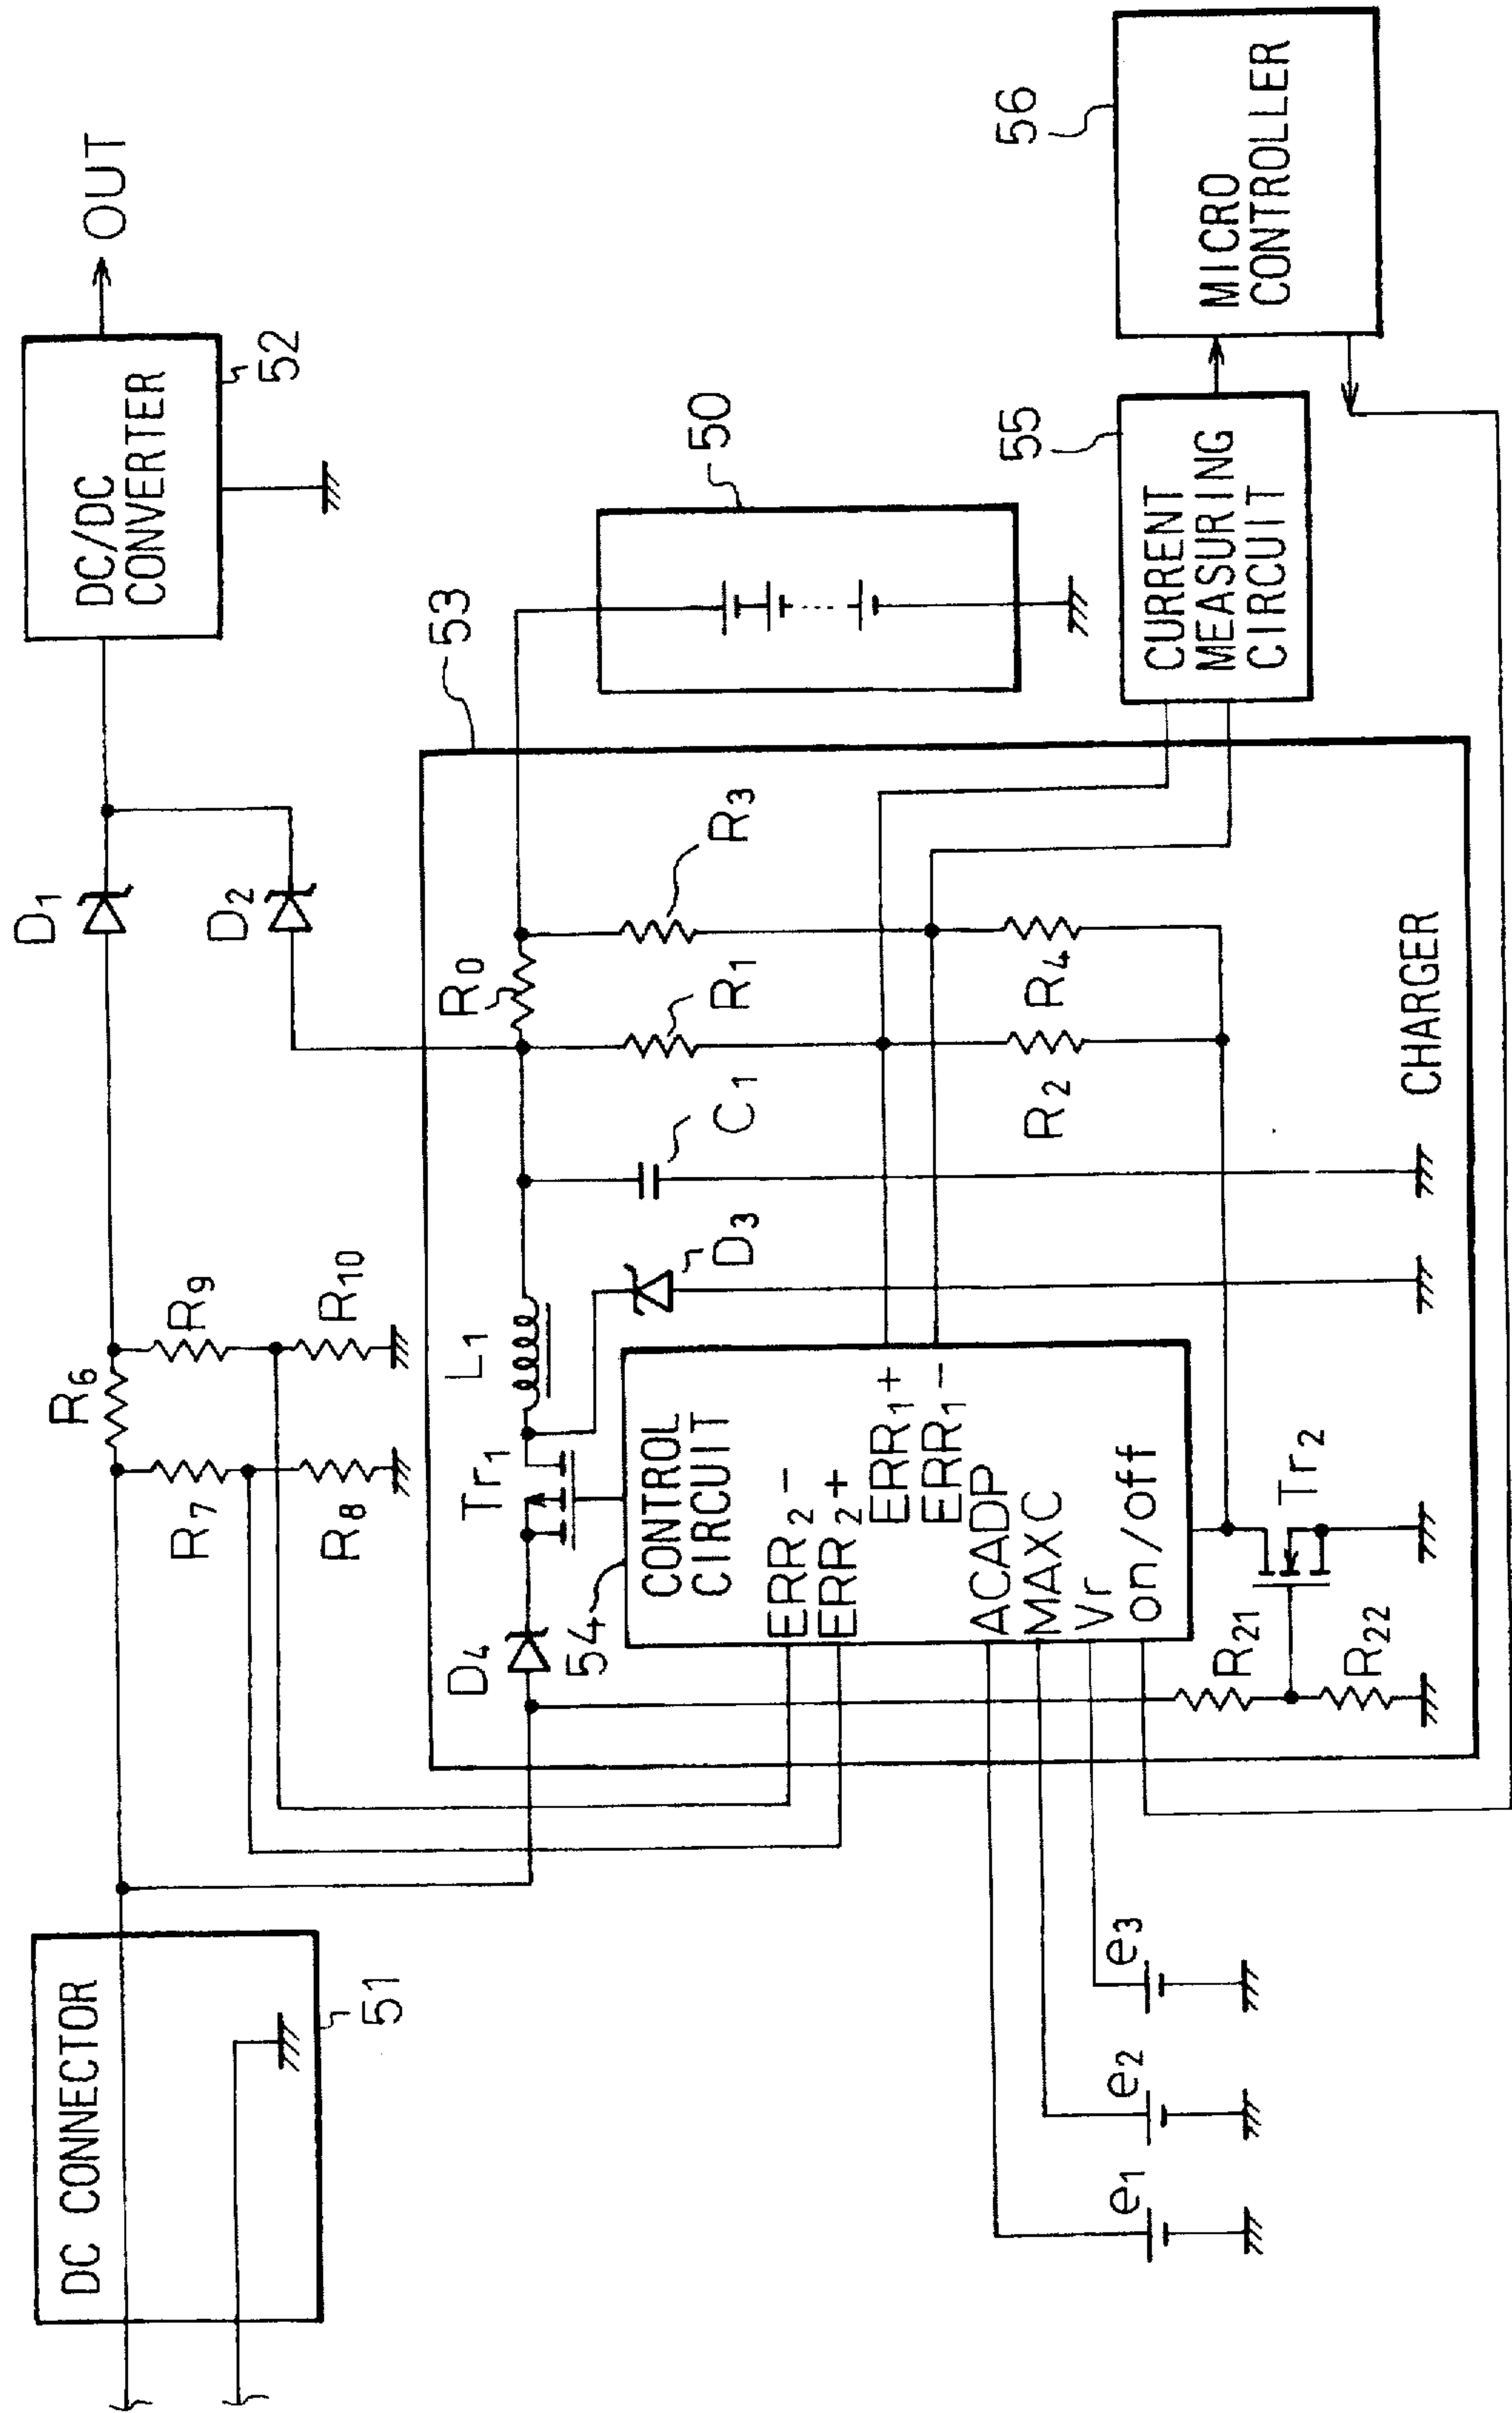 DC CONNECTOR
51
R6
R7
R8
R9
R10
D1
D2
DC/DC
CONVERTER
52
OUT
53
D4
Tr1
L1
R0
54
CONTROL
CIRCUIT
ERR2−
ERR2+
ERR1+
ERR1−
ACADP
MAXC
Vr
on/off
D3
C1
R1
R3
R2
R4
R21
R22
Tr2
CHARGER
50
e1
e2
e3
55
CURRENT
MEASURING
CIRCUIT
56
MICRO
CONTROLLER